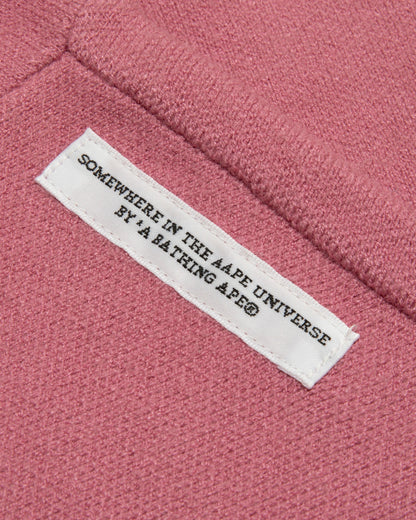 SOMEWHERE IN THE AAPE UNIVERSE
BY *A BATHING APE®